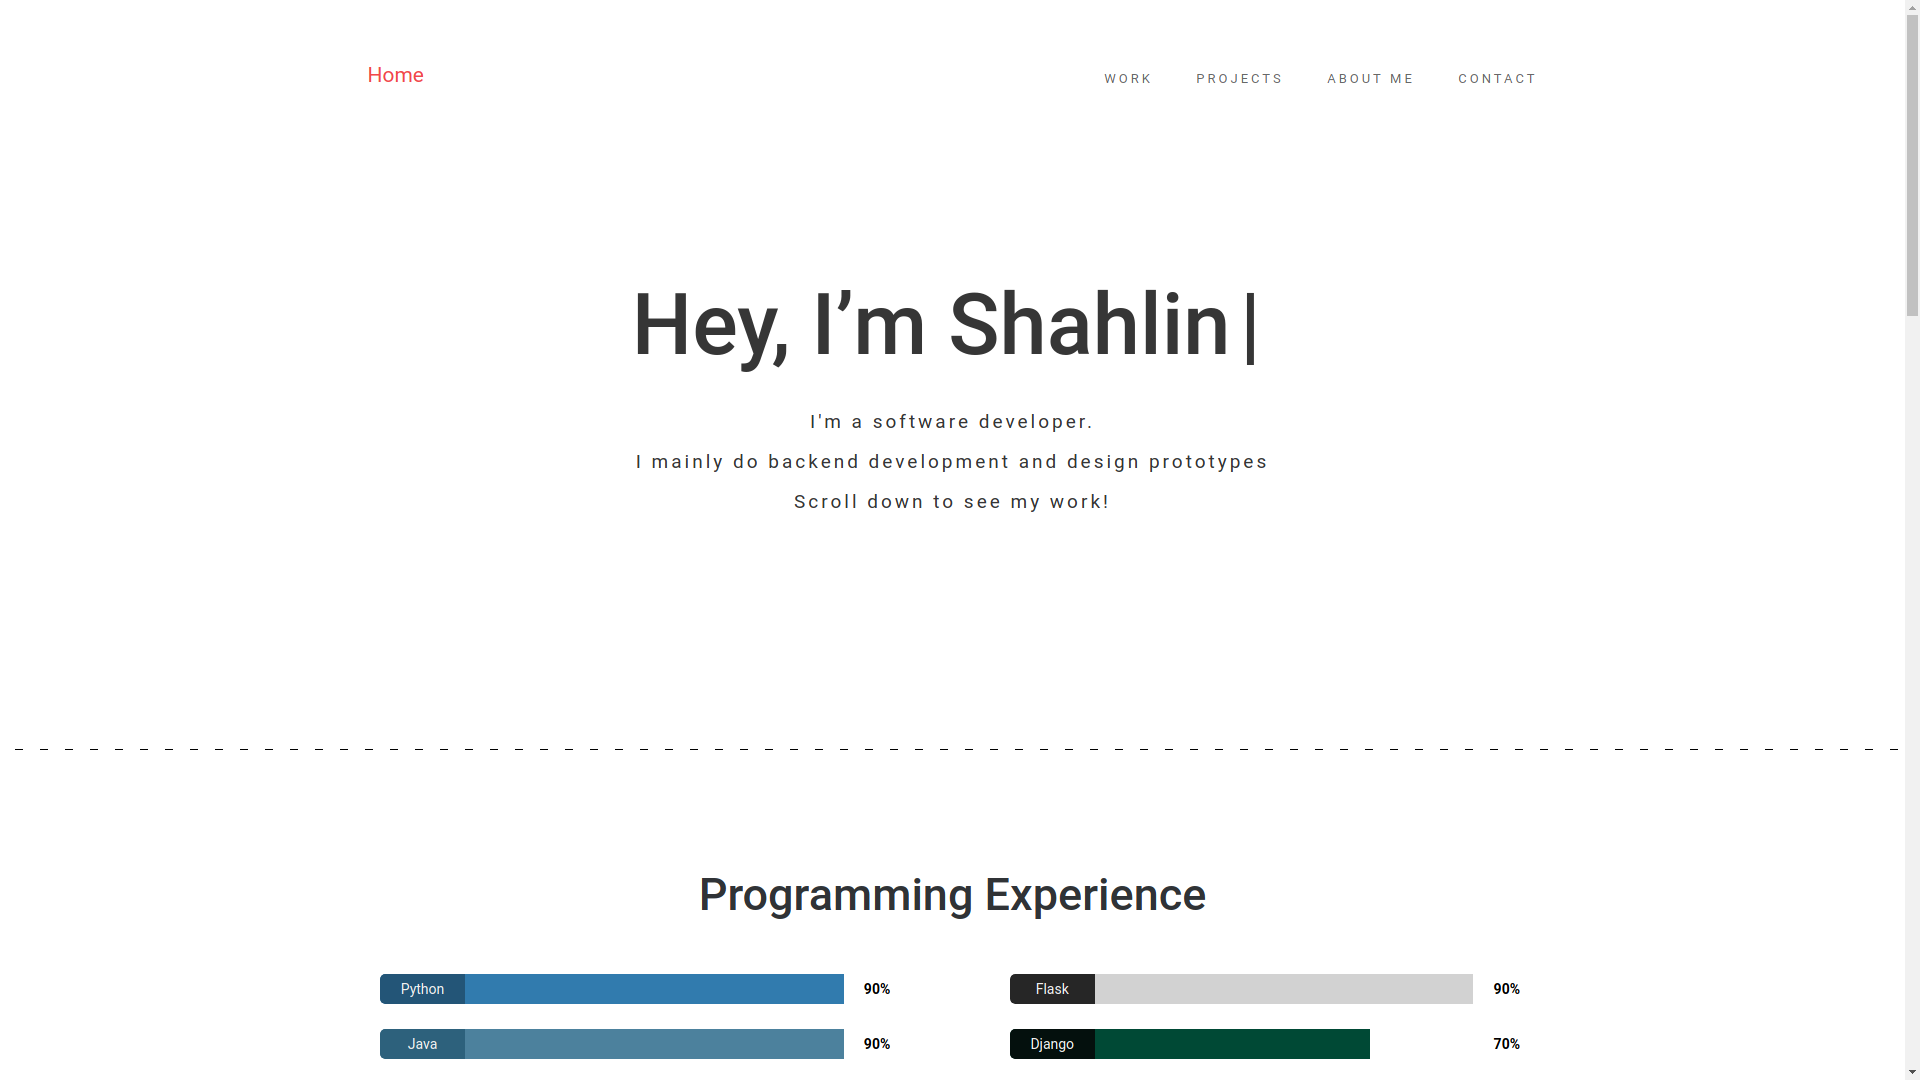 Home
WORK PROJECTS ABOUT ME CONTACT
Hey, I’m Shahlin|
I'm a software developer.
I mainly do backend development and design prototypes
Scroll down to see my work!
Programming Experience
Python 90%
Flask 90%
Java 90%
Django 70%